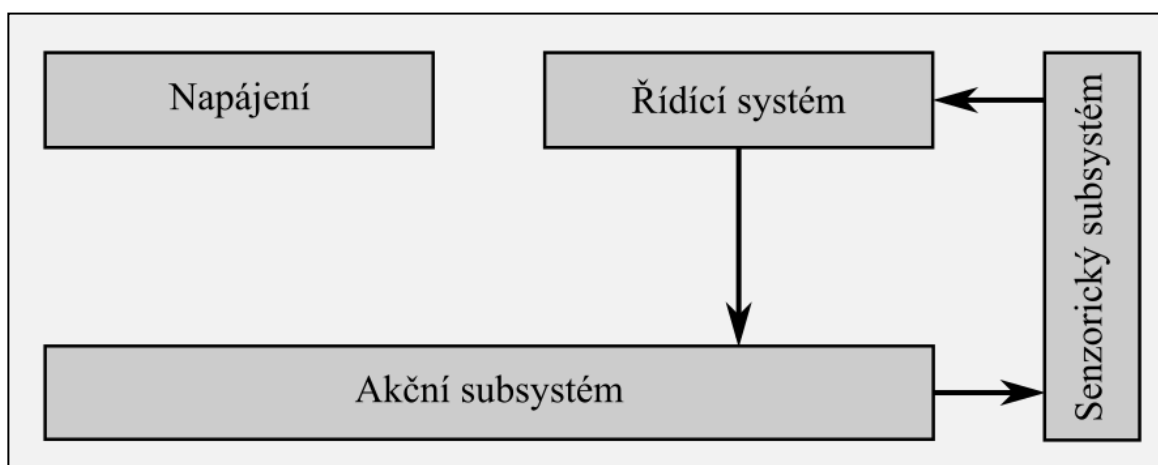 Napájení
Řídící systém
Senzorický subsystém
Akční subsystém